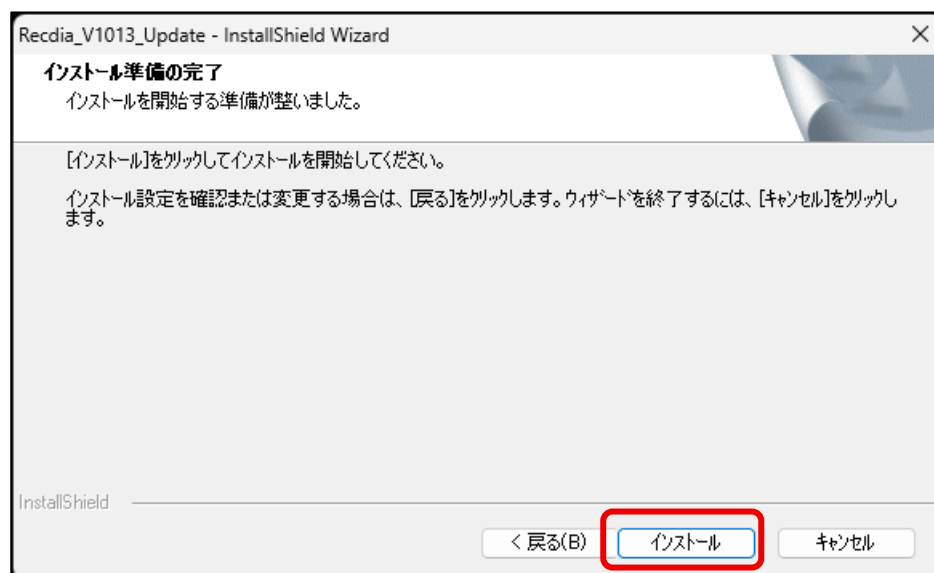 Recdia_V1013_Update - InstallShield Wizard
インストール準備の完了
インストールを開始する準備が整いました。
[インストール]をクリックしてインストールを開始してください。
インストール設定を確認または変更する場合は、[戻る]をクリックします。ウィザードを終了するには、[キャンセル]をクリックし
ます。
InstallShield
< 戻る(B)
インストール
キャンセル